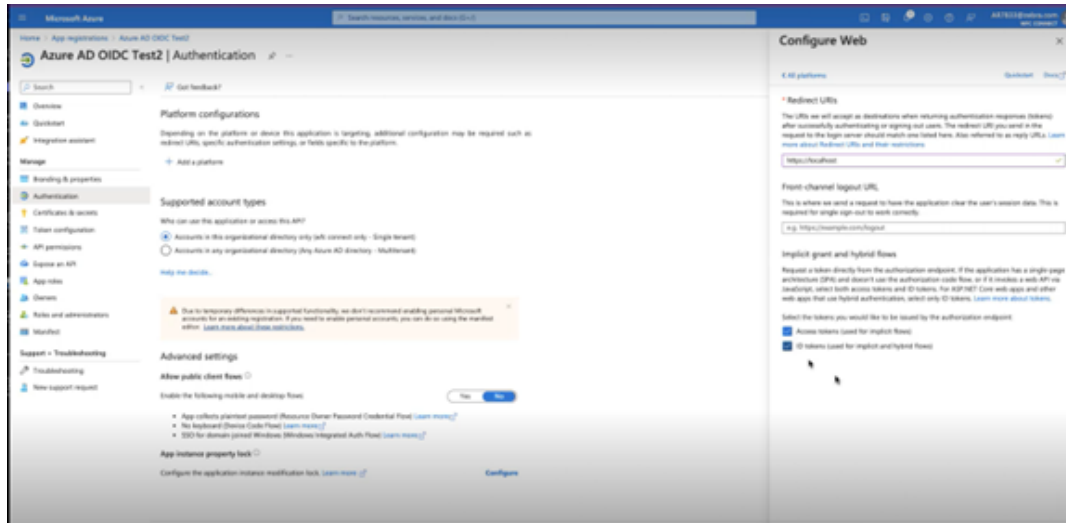 Microsoft Azure
Search resources, services, and docs (G+/)
Home > App registrations > Azure AD OIDC Test2
Azure AD OIDC Test2 | Authentication
Search
Got feedback?
Overview
Quickstart
Integration assistant
Manage
Branding & properties
Authentication
Certificates & secrets
Token configuration
API permissions
Expose an API
App roles
Owners
Roles and administrators
Manifest
Support + Troubleshooting
Troubleshooting
New support request
Platform configurations
Depending on the platform or device this application is targeting, additional configuration may be required such as
redirect URIs, specific authentication settings, or fields specific to the platform.
+ Add a platform
Supported account types
Who can use this application or access this API?
Accounts in this organizational directory only (wfc connect only - Single tenant)
Accounts in any organizational directory (Any Azure AD directory - Multitenant)
Help me decide...
Due to temporary differences in supported functionality, we don't recommend enabling personal Microsoft
accounts for an existing registration. If you need to enable personal accounts, you can do so using the manifest
editor. Learn more about these restrictions.
Advanced settings
Allow public client flows
Enable the following mobile and desktop flows:
Yes No
• App collects plaintext password (Resource Owner Password Credential Flow) Learn more
• No keyboard (Device Code Flow) Learn more
• SSO for domain joined Windows (Windows Integrated Auth Flow) Learn more
App instance property lock
Configure the application instance modification lock. Learn more
Configure
Configure Web
All platforms
Quickstart Docs
* Redirect URIs
The URIs we will accept as destinations when returning authentication responses (tokens)
after successfully authenticating or signing out users. The redirect URI you send in the
request to the login server should match one listed here. Also referred to as reply URLs. Learn
more about Redirect URIs and their restrictions
https://localhost
Front-channel logout URL
This is where we send a request to have the application clear the user's session data. This is
required for single sign-out to work correctly.
e.g. https://example.com/logout
Implicit grant and hybrid flows
Request a token directly from the authorization endpoint. If the application has a single-page
architecture (SPA) and doesn't use the authorization code flow, or if it invokes a web API via
JavaScript, select both access tokens and ID tokens. For ASP.NET Core web apps and other
web apps that use hybrid authentication, select only ID tokens. Learn more about tokens.
Select the tokens you would like to be issued by the authorization endpoint:
Access tokens (used for implicit flows)
ID tokens (used for implicit and hybrid flows)